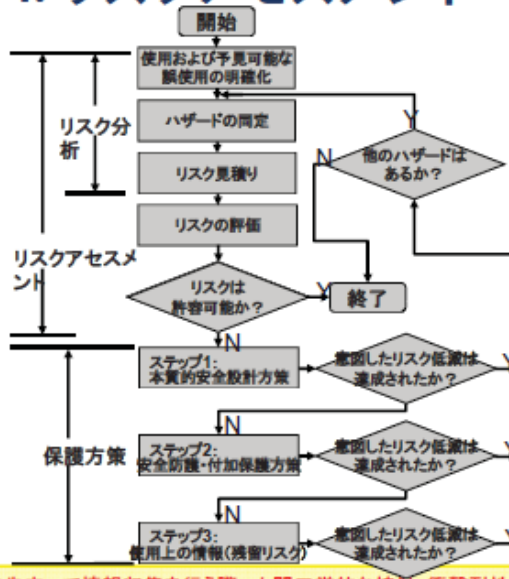 開始
使用および予見可能な
誤使用の明確化
ハザードの同定
リスク見積り
リスクの評価
リスク分
析
リスクアセスメ
ント
Y
N
他のハザードは
あるか？
リスクは
許容可能か？
Y
終了
N
ステップ1:
本質的安全設計方策
意図したリスク低減は
達成されたか？
Y
N
保護方策
ステップ2:
安全防護・付加保護方策
意図したリスク低減は
達成されたか？
Y
N
ステップ3:
使用上の情報(残留リスク)
意図したリスク低減は
達成されたか？
Y